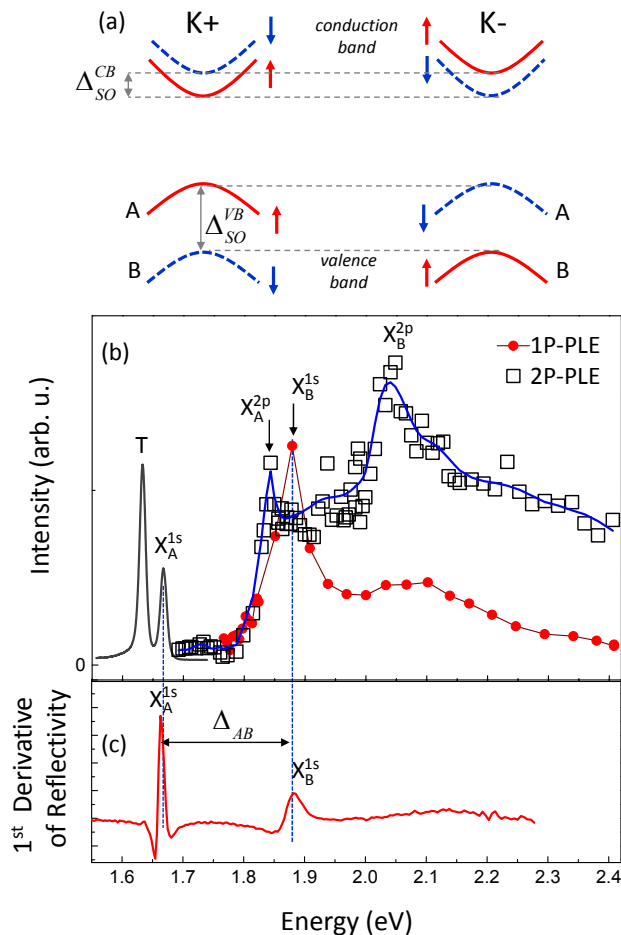 (a)
K+
conduction band
K-
Δ_SO^CB
A
Δ_SO^VB
A
B
valence band
B
(b)
X_B^2p
1P-PLE
2P-PLE
X_A^2p
X_B^1s
T
X_A^1s
Intensity (arb. u.)
0
X_A^1s
(c)
Δ_AB
X_B^1s
1st Derivative
of Reflectivity
1.6 1.7 1.8 1.9 2.0 2.1 2.2 2.3 2.4
Energy (eV)